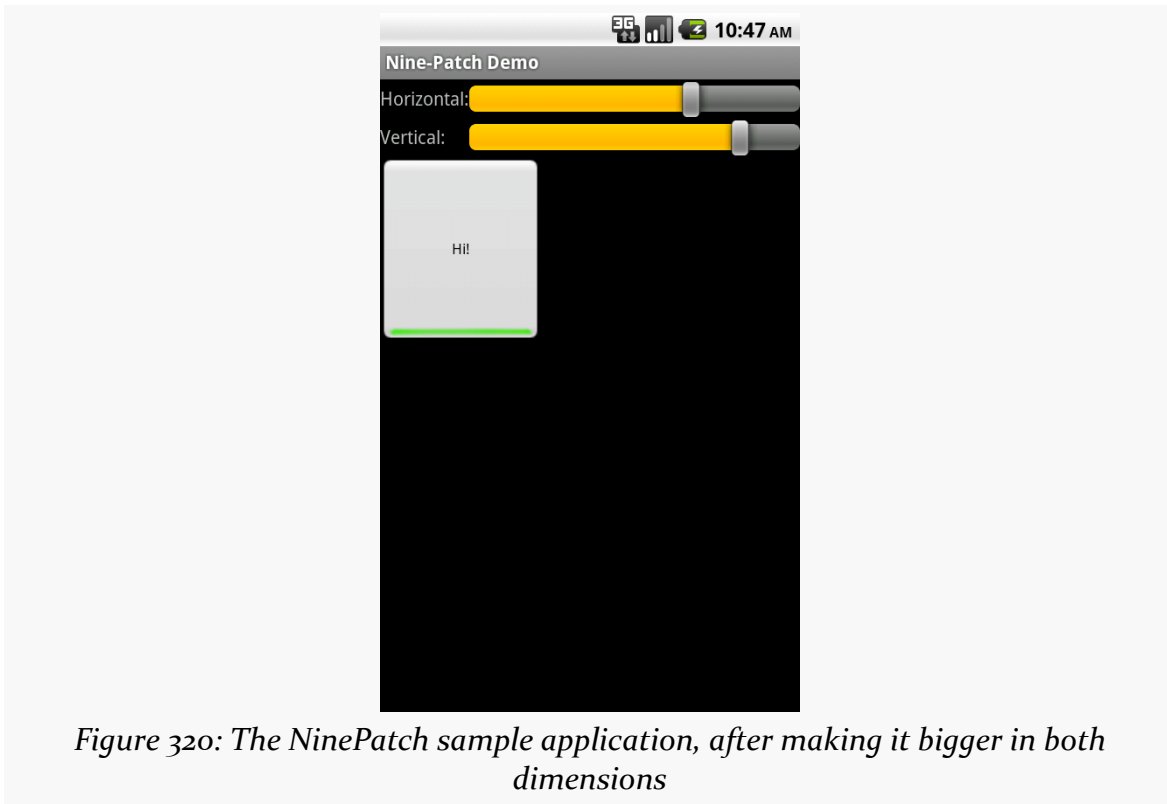 3G 10:47 AM
Nine-Patch Demo
Horizontal:
Vertical:
Hi!
Figure 320: The NinePatch sample application, after making it bigger in both
dimensions